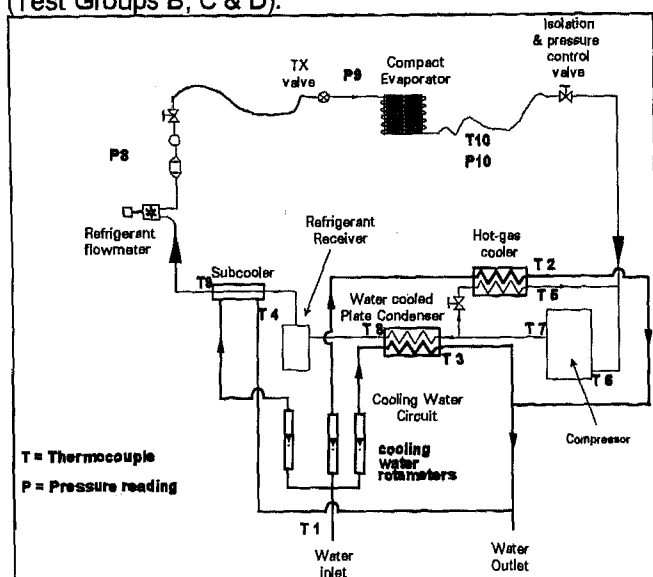 (Test Groups B, C & D).
Isolation
& pressure
control
valve
TX
valve
P9
Compact
Evaporator
T10
P10
P8
Refrigerant
flowmeter
Refrigerant
Receiver
Hot-gas
cooler
T 2
T 5
Subcooler
T9
T 4
Water cooled
Plate Condenser
T 8
T 3
T 7
T 6
Cooling Water
Circuit
Compressor
cooling
water
rotameters
T = Thermocouple
P = Pressure reading
T 1
Water
inlet
Water
Outlet